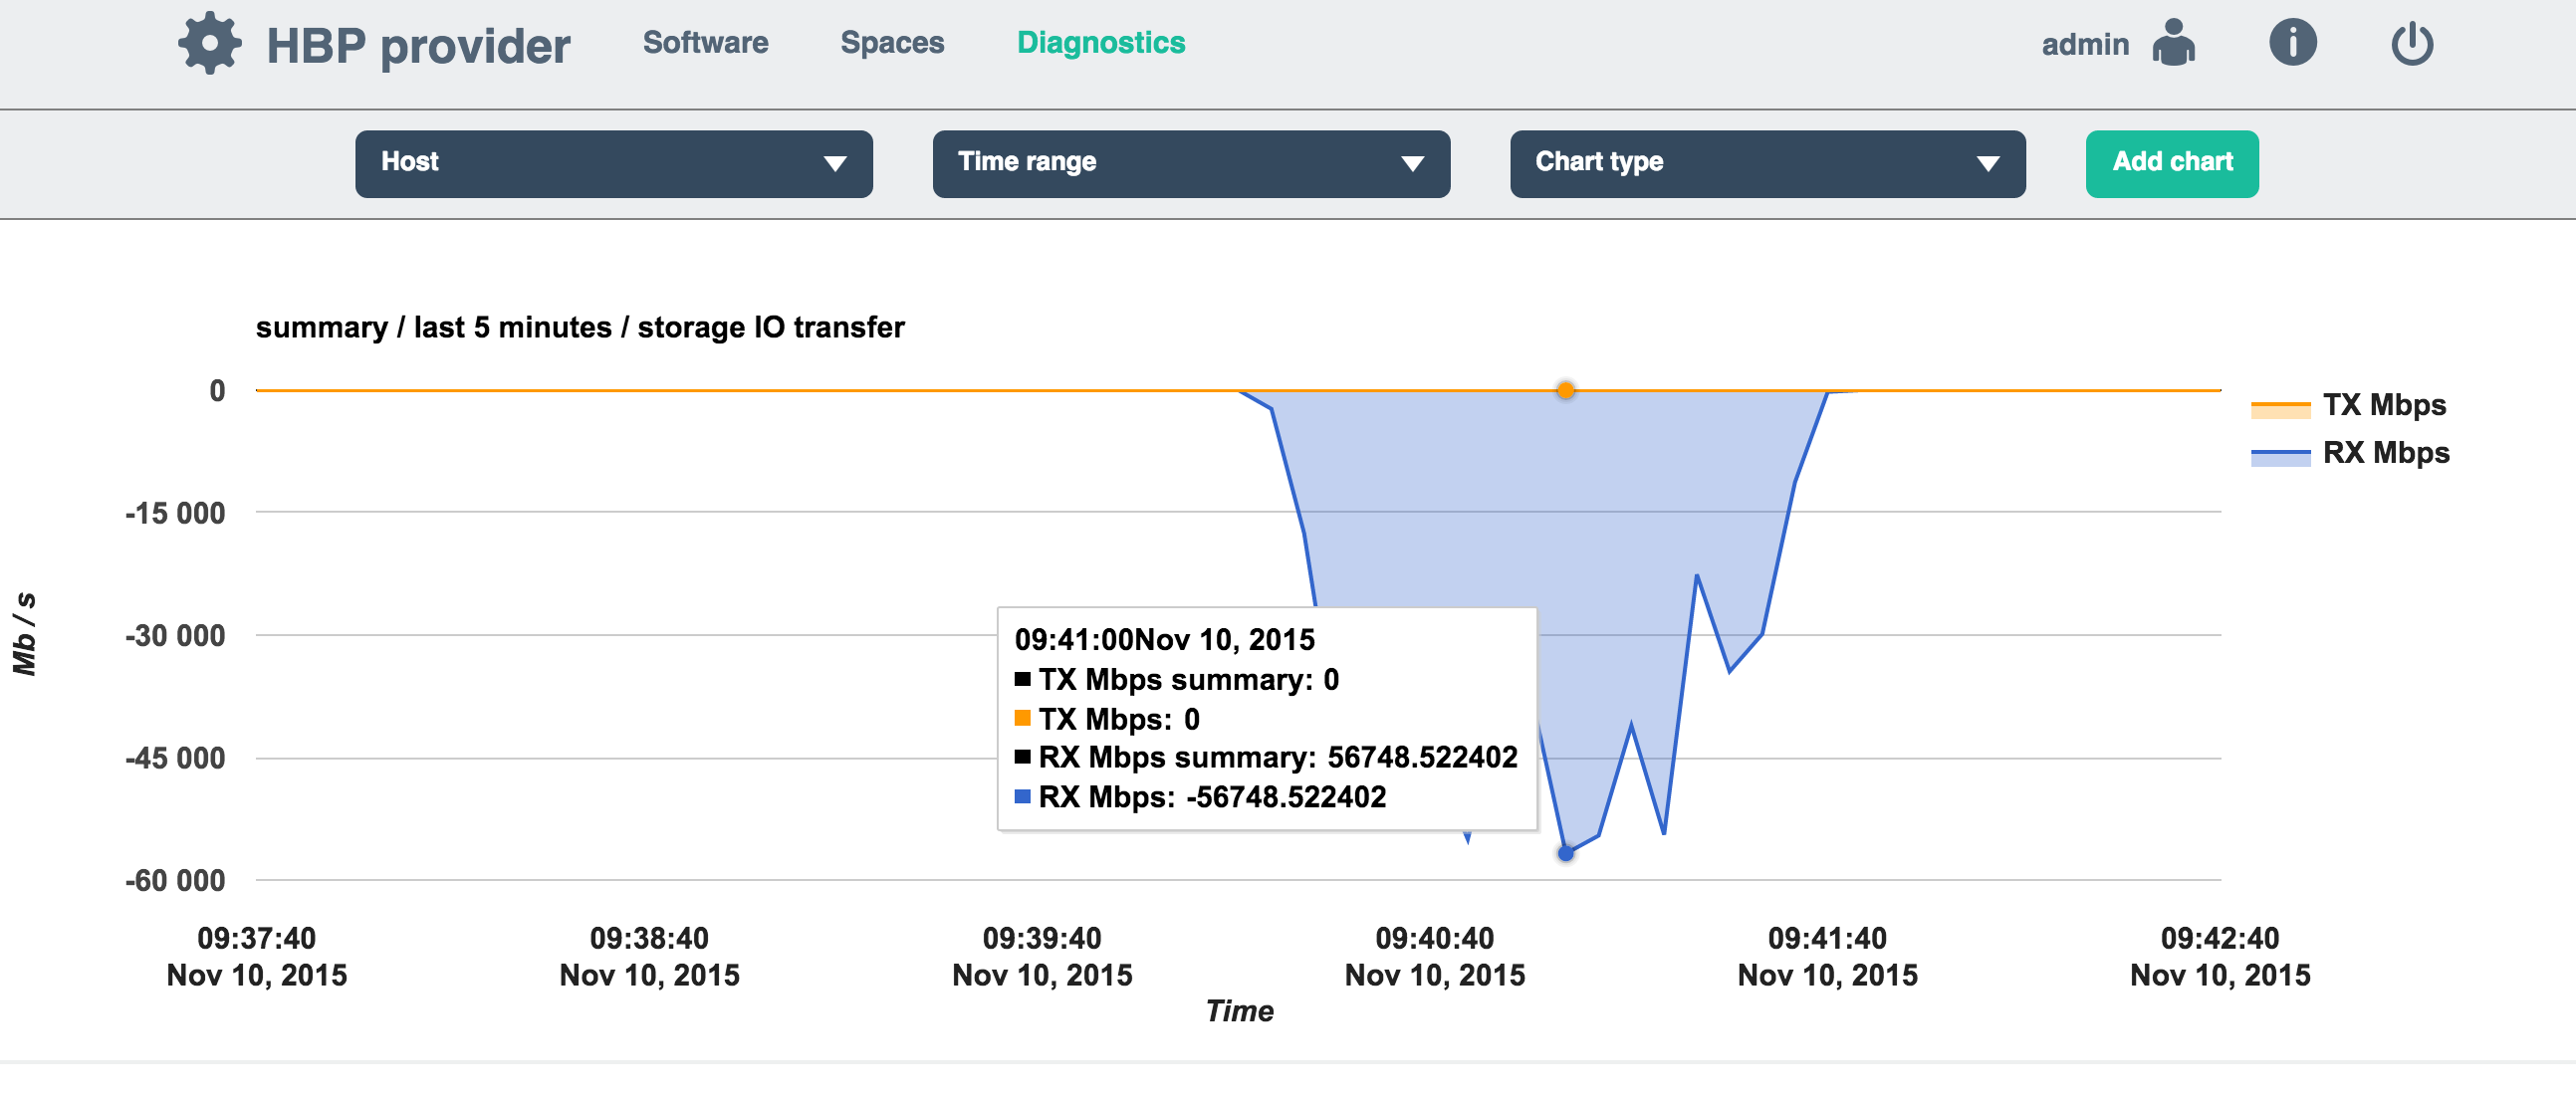 HBP provider
Software
Spaces
Diagnostics
admin
Host
Time range
Chart type
Add chart
summary / last 5 minutes / storage IO transfer
0
-15 000
-30 000
-45 000
-60 000
Mb / s
TX Mbps
RX Mbps
09:41:00Nov 10, 2015
TX Mbps summary: 0
TX Mbps: 0
RX Mbps summary: 56748.522402
RX Mbps: -56748.522402
09:37:40
Nov 10, 2015
09:38:40
Nov 10, 2015
09:39:40
Nov 10, 2015
09:40:40
Nov 10, 2015
09:41:40
Nov 10, 2015
09:42:40
Nov 10, 2015
Time